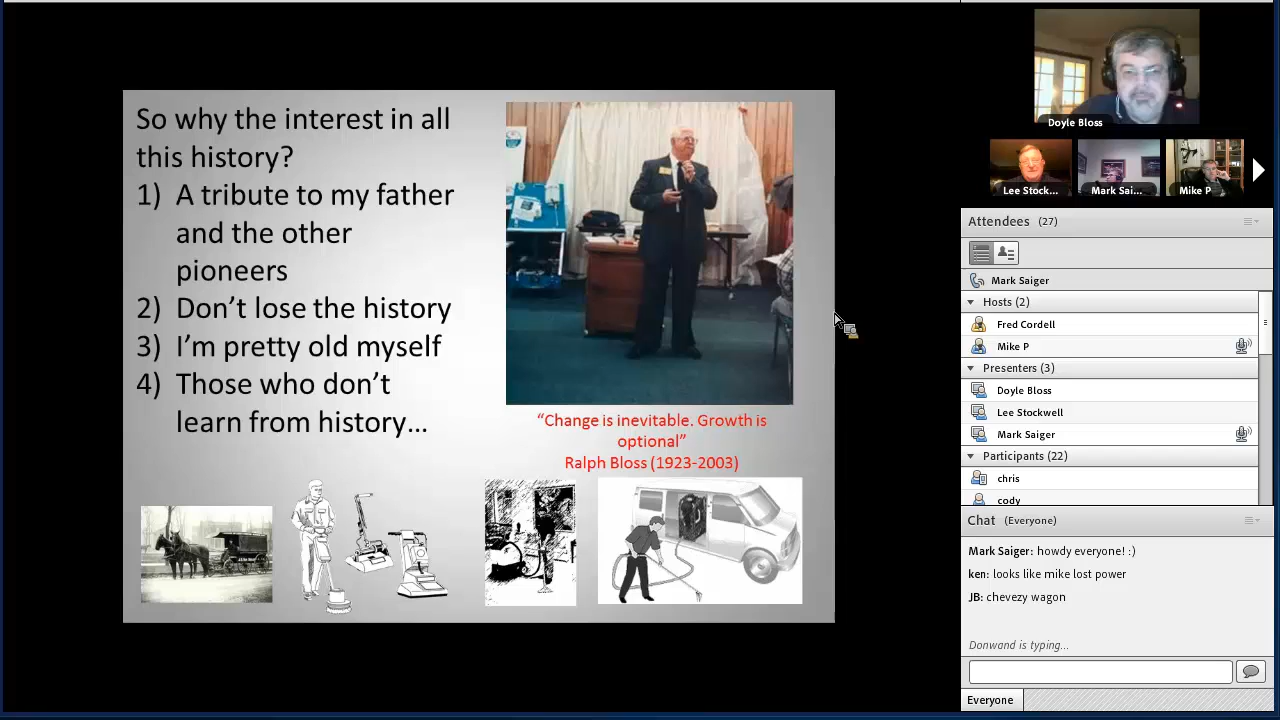 So why the interest in all
this history?
1) A tribute to my father
and the other
pioneers
2) Don’t lose the history
3) I’m pretty old myself
4) Those who don’t
learn from history…
“Change is inevitable. Growth is
optional”
Ralph Bloss (1923-2003)
Doyle Bloss
Lee Stock...
Mark Sai...
Mike P
Attendees (27)
Mark Saiger
Hosts (2)
Fred Cordell
Mike P
Presenters (3)
Doyle Bloss
Lee Stockwell
Mark Saiger
Participants (22)
chris
cody
Chat (Everyone)
Mark Saiger: howdy everyone! :)
ken: looks like mike lost power
JB: chevezy wagon
Donwand is typing...
Everyone